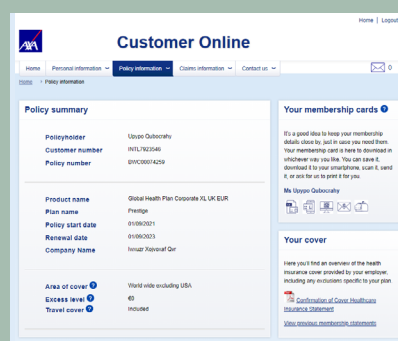 Home | Logout
AXA
Customer Online
Home Personal information Policy information Claims information Contact us 0
Home > Policy information
Policy summary
Policyholder Upypo Qubocrahy
Customer number INTL7923546
Policy number BWC00074259
Product name Global Health Plan Corporate XL UK EUR
Plan name Prestige
Policy start date 01/09/2021
Renewal date 01/09/2023
Company Name Iwvuzr Xojvoraf Qvr
Area of cover ? World wide excluding USA
Excess level ? €0
Travel cover ? Included
Your membership cards ?
It's a good idea to keep your membership
details close by, just in case you need them.
Your membership card is here to download in
whichever way you like. You can save it,
download it to your smartphone, scan it, send
it, or ask for us to print it for you.
Ms Upypo Qubocrahy
Your cover
Here you'll find an overview of the health
insurance cover provided by your employer,
including any exclusions specific to your plan.
Confirmation of Cover Healthcare
Insurance Statement
View previous membership statements